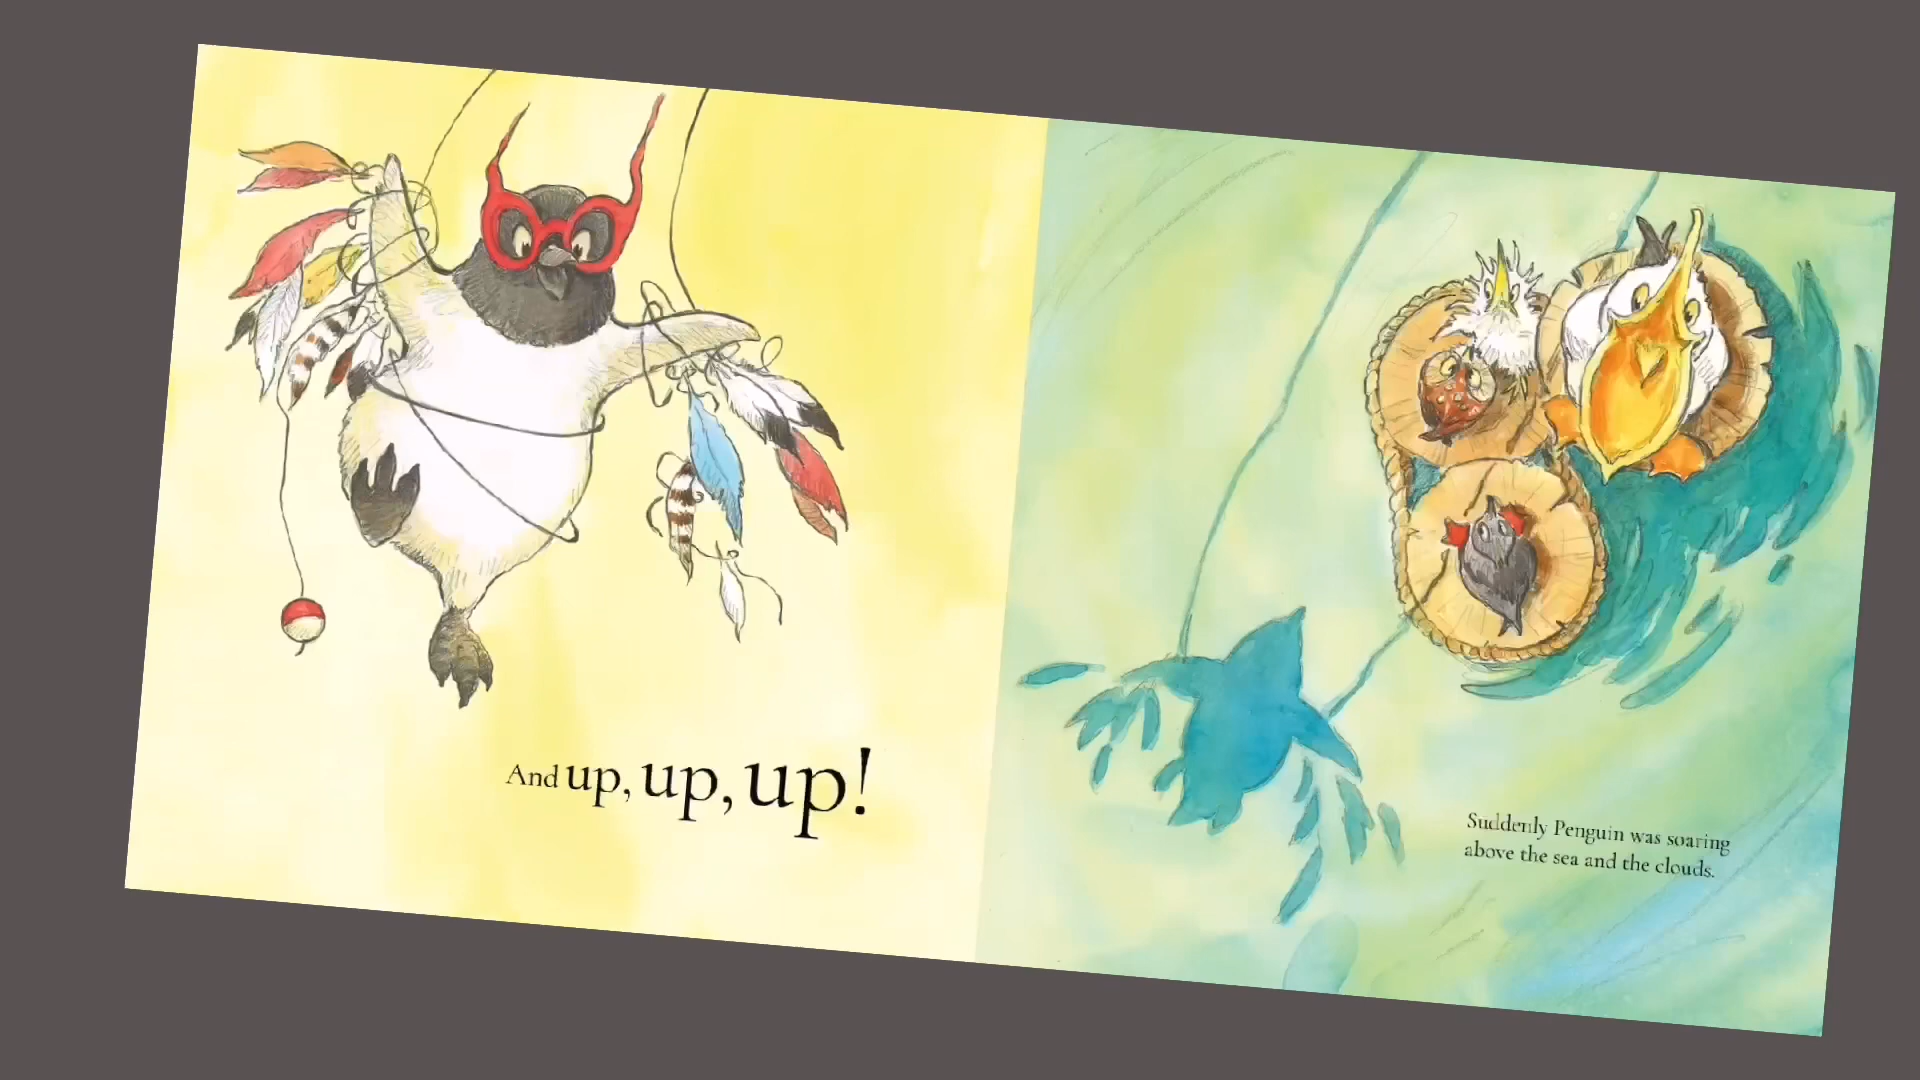 And up, up, up!
Suddenly Penguin was soaring
above the sea and the clouds.